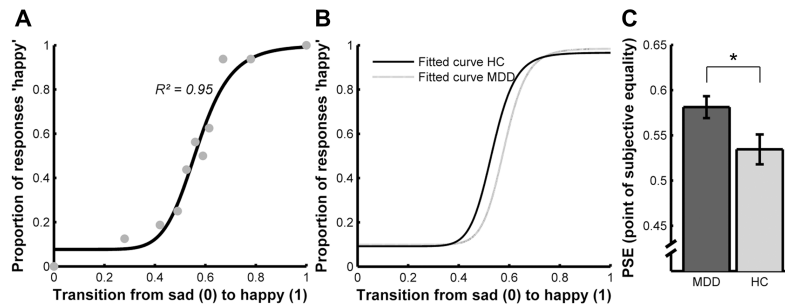 A
Proportion of responses 'happy'
1
0.8
0.6
0.4
0.2
0
R² = 0.95
0 0.2 0.4 0.6 0.8 1
Transition from sad (0) to happy (1)
B
Proportion of responses 'happy'
1
0.8
0.6
0.4
0.2
0
Fitted curve HC
Fitted curve MDD
0 0.2 0.4 0.6 0.8 1
Transition from sad (0) to happy (1)
C
PSE (point of subjective equality)
0.65
0.6
0.55
0.5
0.45
*
MDD HC